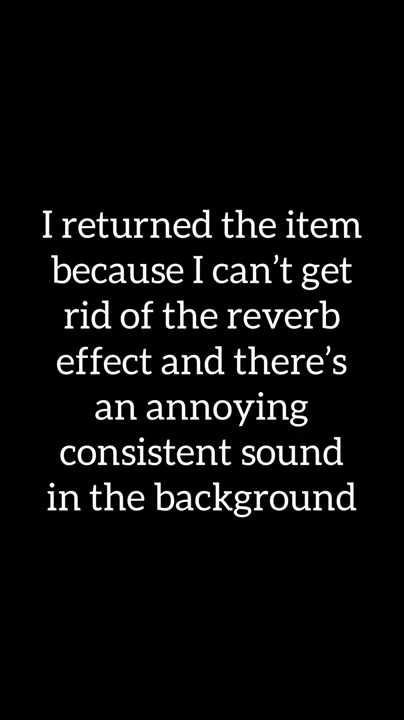 I returned the item
because I can’t get
rid of the reverb
effect and there’s
an annoying
consistent sound
in the background